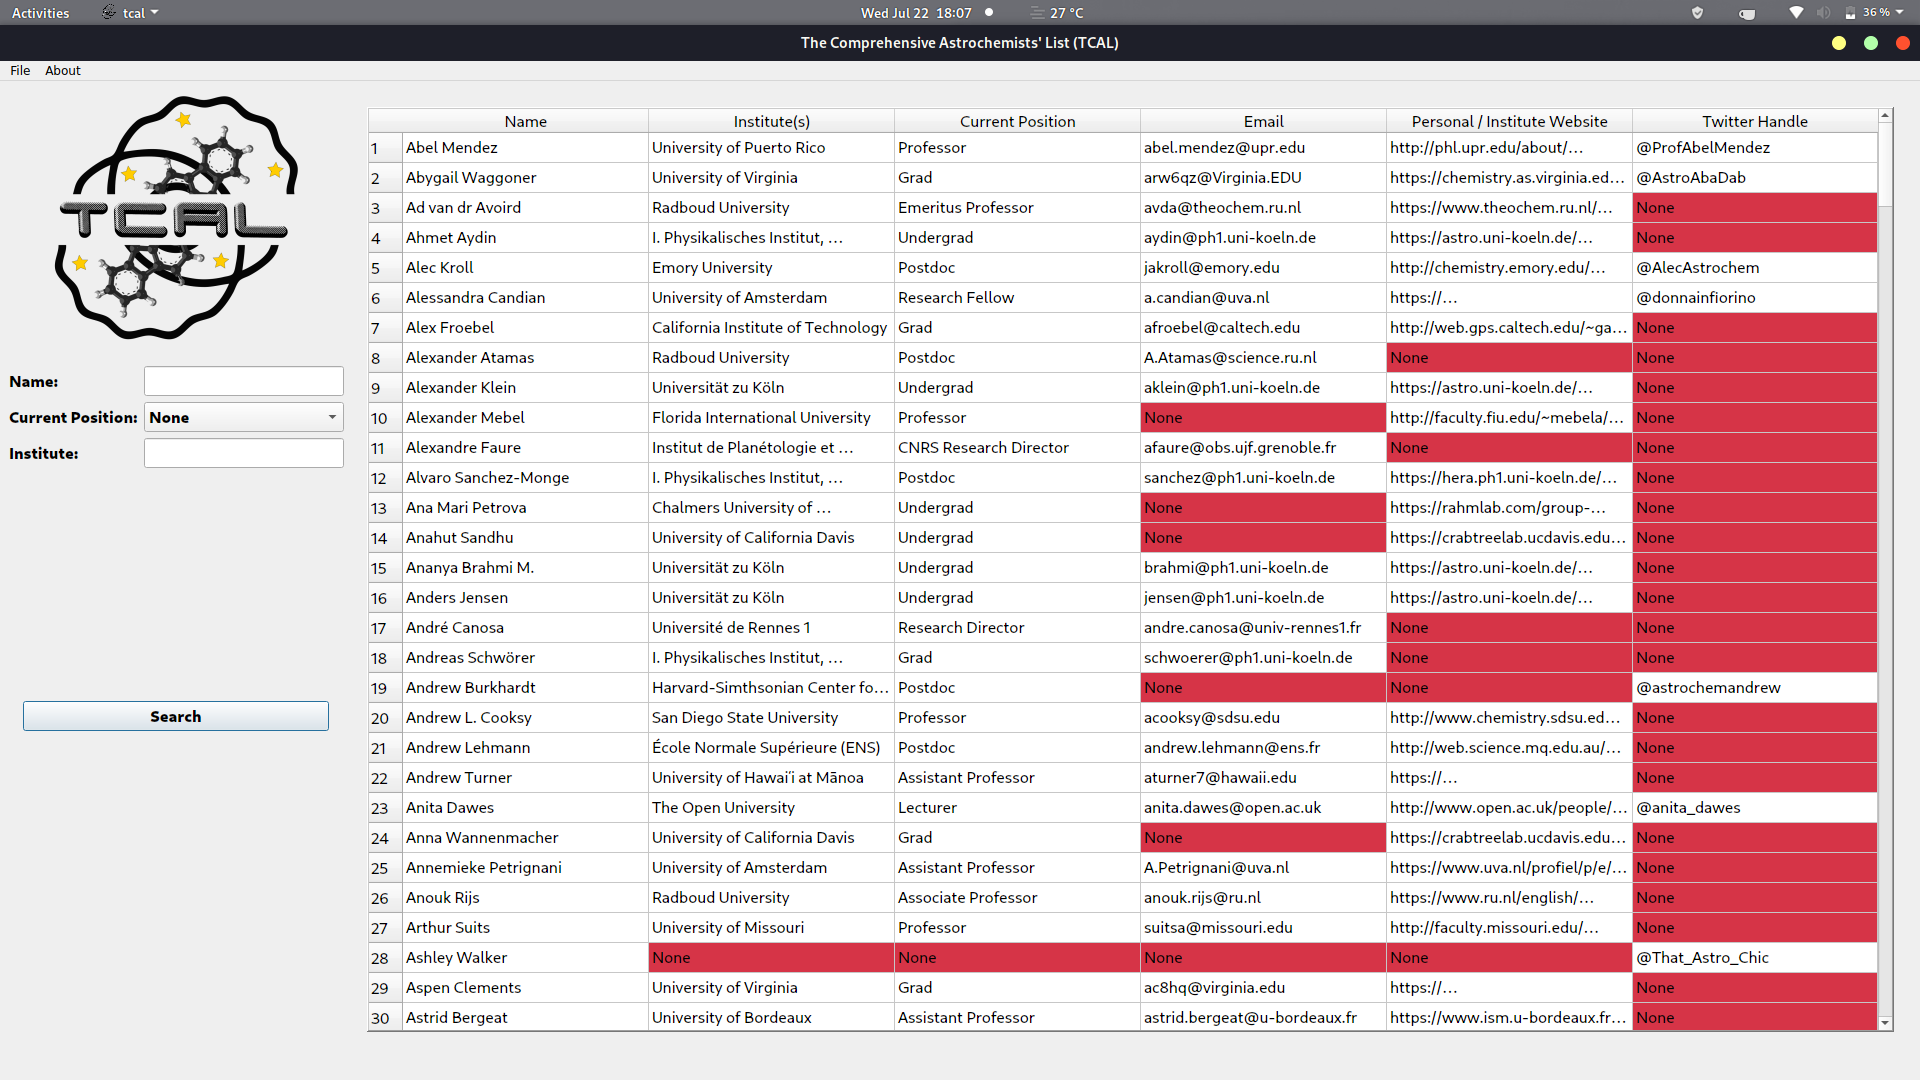 Activities tcal Wed Jul 22 18:07 27 °C 36 %
The Comprehensive Astrochemists' List (TCAL)
File About
TCAL
Name:
Current Position: None
Institute:
Search
Name Institute(s) Current Position Email Personal / Institute Website Twitter Handle
1 Abel Mendez University of Puerto Rico Professor abel.mendez@upr.edu http://phl.upr.edu/about/... @ProfAbelMendez
2 Abygail Waggoner University of Virginia Grad arw6qz@Virginia.EDU https://chemistry.as.virginia.ed... @AstroAbaDab
3 Ad van dr Avoird Radboud University Emeritus Professor avda@theochem.ru.nl https://www.theochem.ru.nl/... None
4 Ahmet Aydin I. Physikalisches Institut, ... Undergrad aydin@ph1.uni-koeln.de https://astro.uni-koeln.de/... None
5 Alec Kroll Emory University Postdoc jakroll@emory.edu http://chemistry.emory.edu/... @AlecAstrochem
6 Alessandra Candian University of Amsterdam Research Fellow a.candian@uva.nl https://... @donnainfiorino
7 Alex Froebel California Institute of Technology Grad afroebel@caltech.edu http://web.gps.caltech.edu/~ga... None
8 Alexander Atamas Radboud University Postdoc A.Atamas@science.ru.nl None None
9 Alexander Klein Universität zu Köln Undergrad aklein@ph1.uni-koeln.de https://astro.uni-koeln.de/... None
10 Alexander Mebel Florida International University Professor None http://faculty.fiu.edu/~mebela/... None
11 Alexandre Faure Institut de Planétologie et ... CNRS Research Director afaure@obs.ujf.grenoble.fr None None
12 Alvaro Sanchez-Monge I. Physikalisches Institut, ... Postdoc sanchez@ph1.uni-koeln.de https://hera.ph1.uni-koeln.de/... None
13 Ana Mari Petrova Chalmers University of ... Undergrad None https://rahmlab.com/group-... None
14 Anahut Sandhu University of California Davis Undergrad None https://crabtreelab.ucdavis.edu... None
15 Ananya Brahmi M. Universität zu Köln Undergrad brahmi@ph1.uni-koeln.de https://astro.uni-koeln.de/... None
16 Anders Jensen Universität zu Köln Undergrad jensen@ph1.uni-koeln.de https://astro.uni-koeln.de/... None
17 André Canosa Université de Rennes 1 Research Director andre.canosa@univ-rennes1.fr None None
18 Andreas Schwörer I. Physikalisches Institut, ... Grad schwoerer@ph1.uni-koeln.de None None
19 Andrew Burkhardt Harvard-Simthsonian Center fo... Postdoc None None @astrochemandrew
20 Andrew L. Cooksy San Diego State University Professor acooksy@sdsu.edu http://www.chemistry.sdsu.ed... None
21 Andrew Lehmann École Normale Supérieure (ENS) Postdoc andrew.lehmann@ens.fr http://web.science.mq.edu.au/... None
22 Andrew Turner University of Hawaiʻi at Mānoa Assistant Professor aturner7@hawaii.edu https://... None
23 Anita Dawes The Open University Lecturer anita.dawes@open.ac.uk http://www.open.ac.uk/people/... @anita_dawes
24 Anna Wannenmacher University of California Davis Grad None https://crabtreelab.ucdavis.edu... None
25 Annemieke Petrignani University of Amsterdam Assistant Professor A.Petrignani@uva.nl https://www.uva.nl/profiel/p/e/... None
26 Anouk Rijs Radboud University Associate Professor anouk.rijs@ru.nl https://www.ru.nl/english/... None
27 Arthur Suits University of Missouri Professor suitsa@missouri.edu http://faculty.missouri.edu/... None
28 Ashley Walker None None None None @That_Astro_Chic
29 Aspen Clements University of Virginia Grad ac8hq@virginia.edu https://... None
30 Astrid Bergeat University of Bordeaux Assistant Professor astrid.bergeat@u-bordeaux.fr https://www.ism.u-bordeaux.fr... None